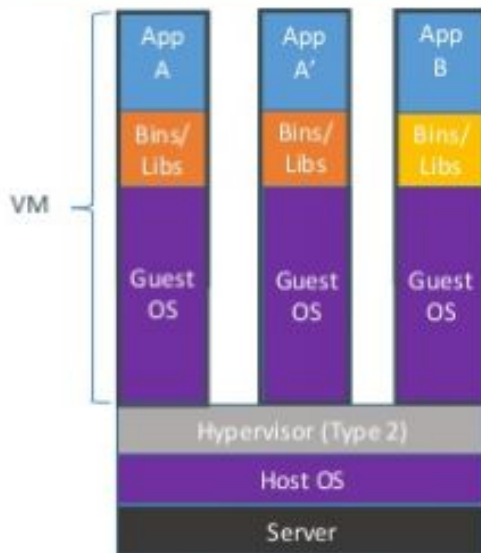 App
A
App
A'
App
B
Bins/
Libs
Bins/
Libs
Bins/
Libs
VM
Guest
OS
Guest
OS
Guest
OS
Hypervisor (Type 2)
Host OS
Server